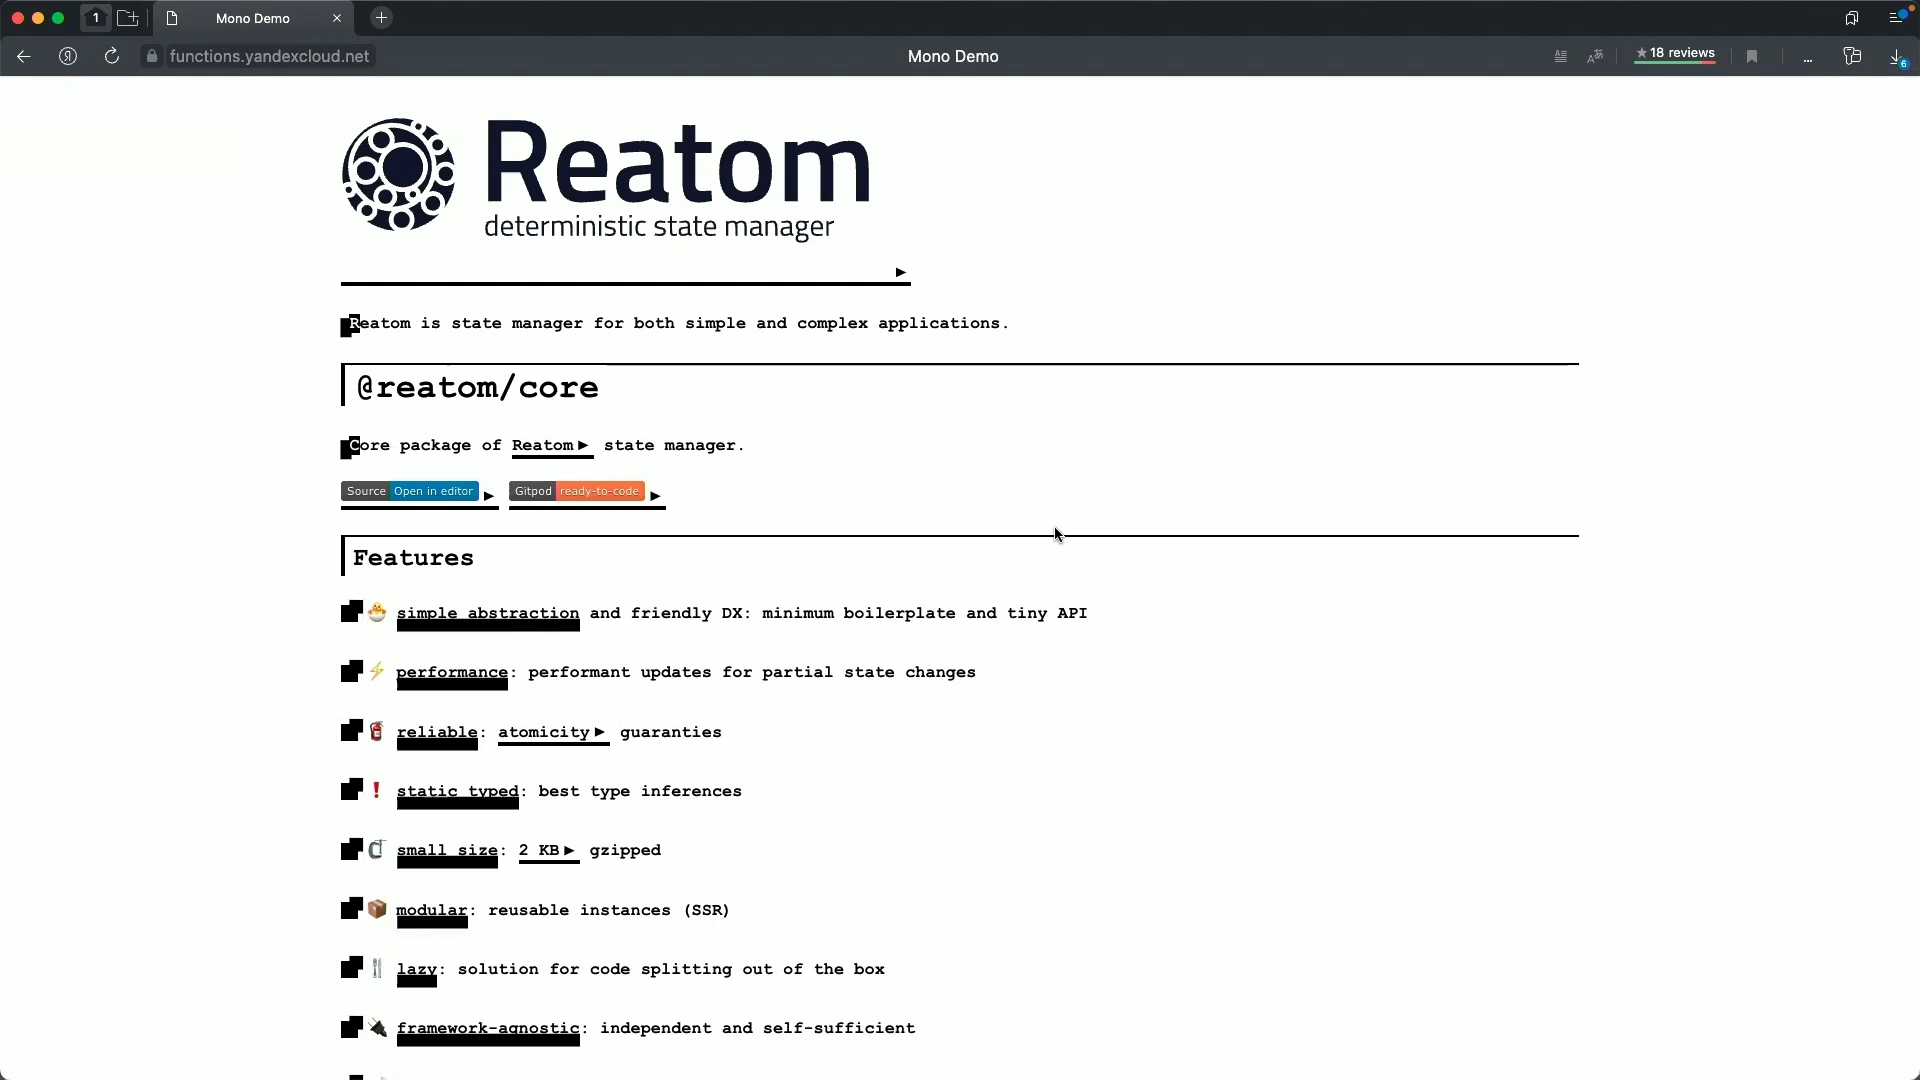 1
Mono Demo
functions.yandexcloud.net
Mono Demo
★18 reviews
...
6
Reatom
deterministic state manager
►
Reatom is state manager for both simple and complex applications.
@reatom/core
Core package of Reatom► state manager.
Source Open in editor ► Gitpod ready-to-code ►
Features
🐣 simple abstraction and friendly DX: minimum boilerplate and tiny API
⚡ performance: performant updates for partial state changes
🧯 reliable: atomicity► guaranties
❗ static typed: best type inferences
🗜 small size: 2 KB► gzipped
📦 modular: reusable instances (SSR)
🍴 lazy: solution for code splitting out of the box
🔌 framework-agnostic: independent and self-sufficient